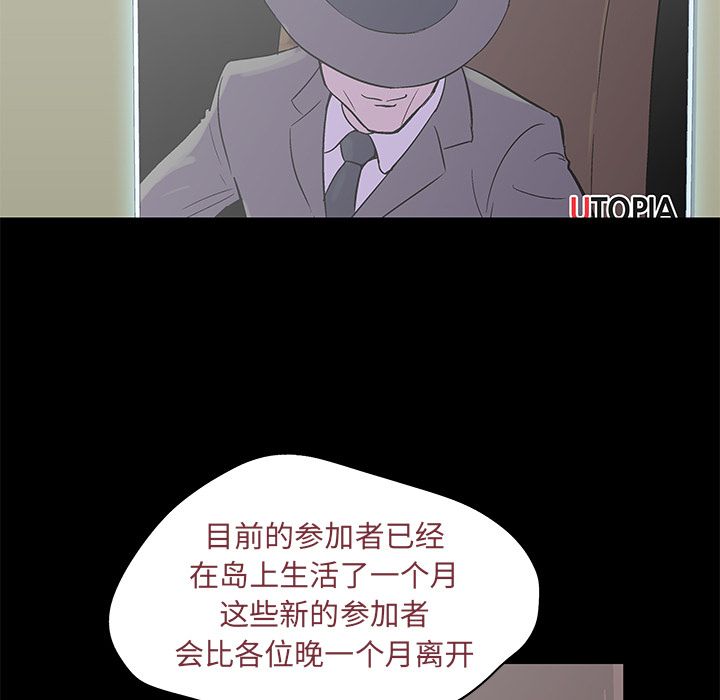 UTOPIA
目前的参加者已经
在岛上生活了一个月
这些新的参加者
会比各位晚一个月离开